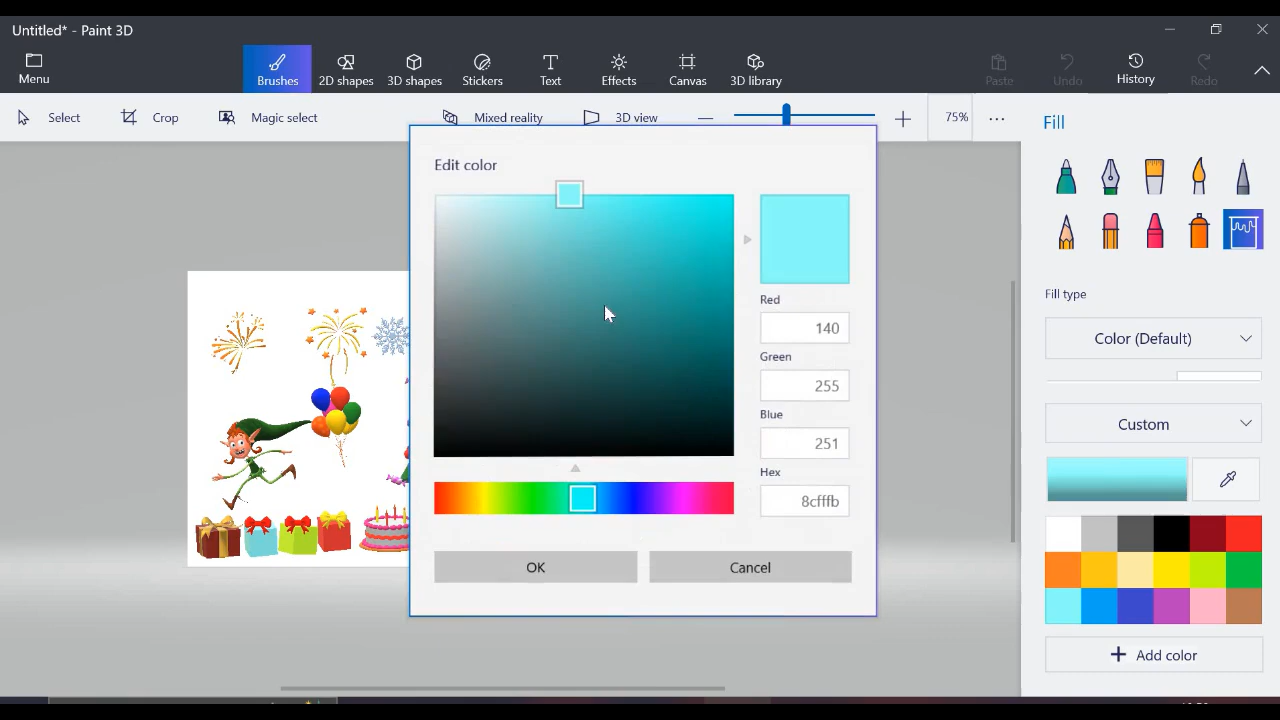 Untitled* - Paint 3D
Menu
Brushes
2D shapes
3D shapes
Stickers
Text
Effects
Canvas
3D library
Paste
Undo
History
Redo
Select
Crop
Magic select
Mixed reality
3D view
75%
Fill
Edit color
Red
140
Green
255
Blue
251
Hex
8cfffb
OK
Cancel
Fill type
Color (Default)
Custom
Add color